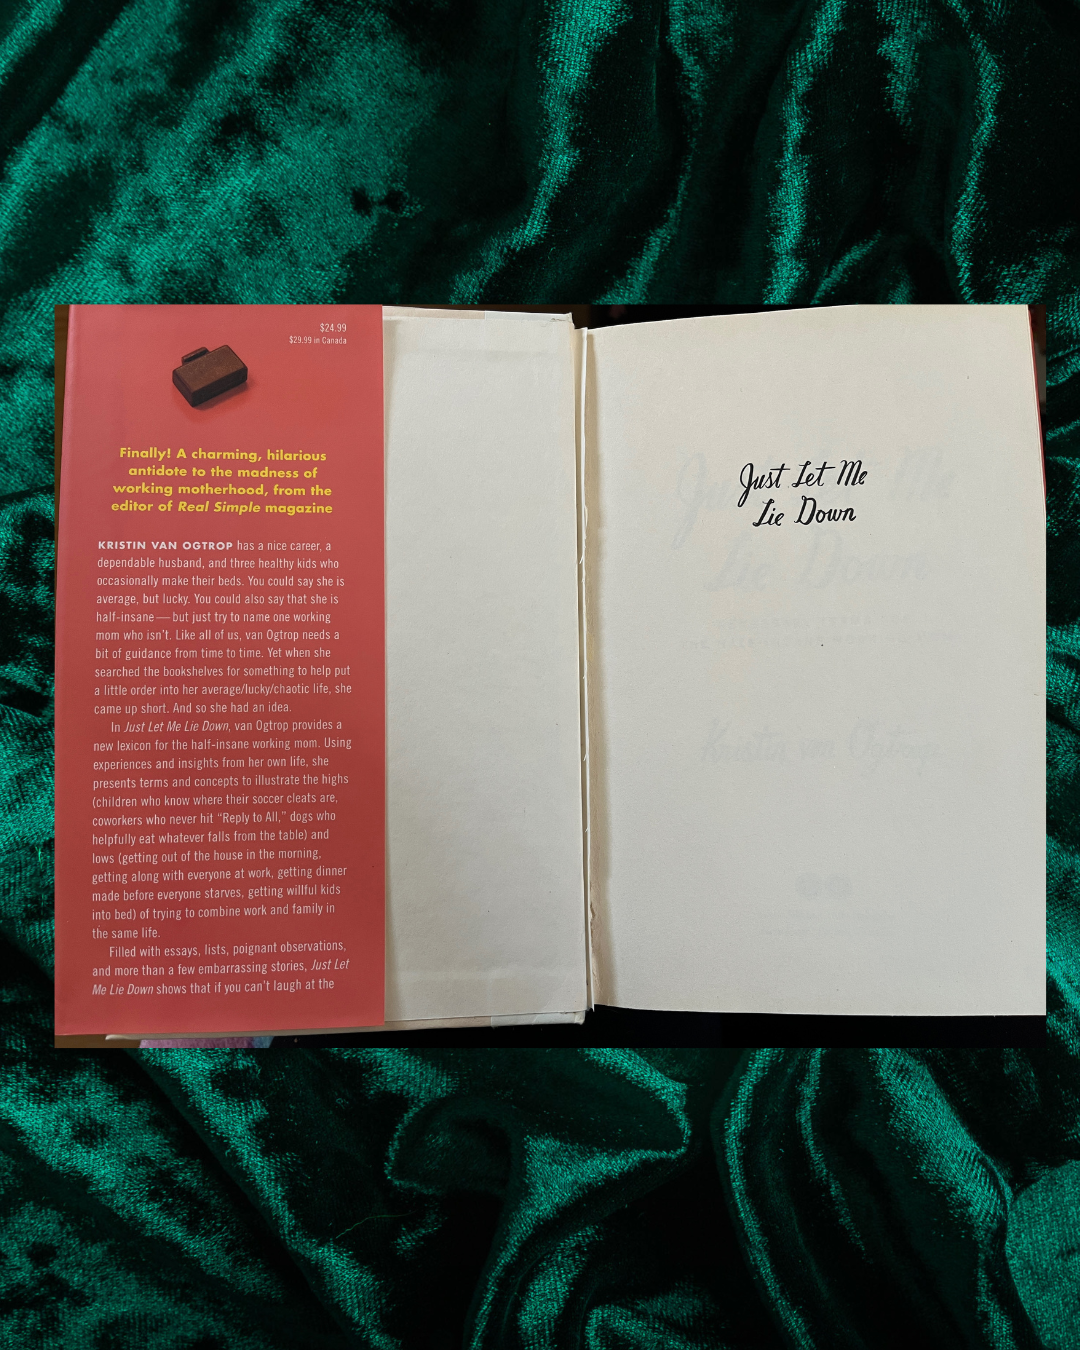 $24.99
$29.99 in Canada
Finally! A charming, hilarious
antidote to the madness of
working motherhood, from the
editor of Real Simple magazine
KRISTIN VAN OGTROP has a nice career, a
dependable husband, and three healthy kids who
occasionally make their beds. You could say she is
average, but lucky. You could also say that she is
half-insane — but just try to name one working
mom who isn't. Like all of us, van Ogtrop needs a
bit of guidance from time to time. Yet when she
searched the bookshelves for something to help put
a little order into her average/lucky/chaotic life, she
came up short. And so she had an idea.
In Just Let Me Lie Down, van Ogtrop provides a
new lexicon for the half-insane working mom. Using
experiences and insights from her own life, she
presents terms and concepts to illustrate the highs
(children who know where their soccer cleats are,
coworkers who never hit "Reply to All," dogs who
helpfully eat whatever falls from the table) and
lows (getting out of the house in the morning,
getting along with everyone at work, getting dinner
made before everyone starves, getting willful kids
into bed) of trying to combine work and family in
the same life.
Filled with essays, lists, poignant observations,
and more than a few embarrassing stories, Just Let
Me Lie Down shows that if you can't laugh at the
Just Let Me
Lie Down